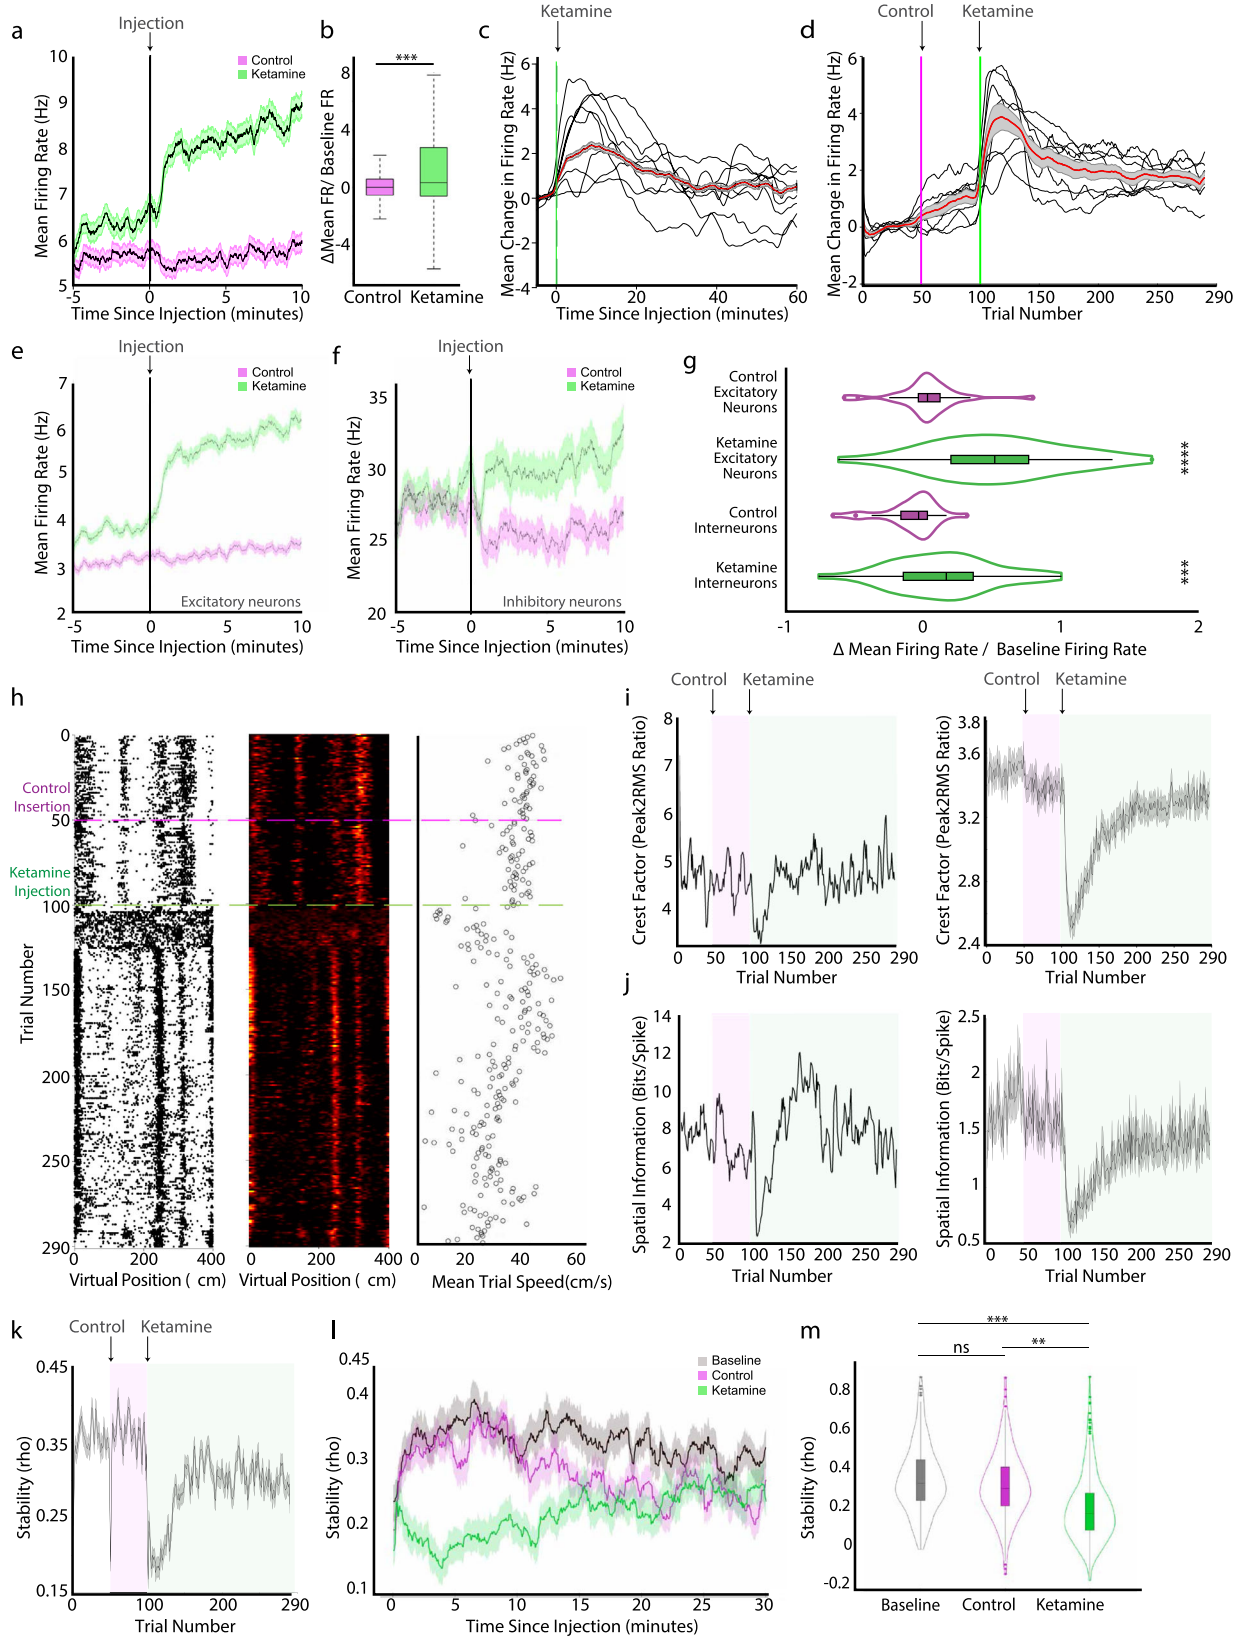 a
Injection
Control
Ketamine
Mean Firing Rate (Hz)
10
9
8
7
6
5
-5
0
5
10
Time Since Injection (minutes)
b
***
ΔMean FR/ Baseline FR
8
4
0
-4
Control
Ketamine
c
Ketamine
Mean Change in Firing Rate (Hz)
6
4
2
0
-2
-4
0
20
40
60
Time Since Injection (minutes)
d
Control
Ketamine
Mean Change in Firing Rate (Hz)
6
4
2
0
-2
0
50
100
150
200
250
290
Trial Number
e
Injection
Control
Ketamine
Mean Firing Rate (Hz)
7
6
5
4
3
2
Excitatory neurons
-5
0
5
10
Time Since Injection (minutes)
f
Injection
Control
Ketamine
Mean Firing Rate (Hz)
35
30
25
20
Inhibitory neurons
-5
0
5
10
Time Since Injection (minutes)
g
Control
Excitatory
Neurons
Ketamine
Excitatory
Neurons
****
Control
Interneurons
Ketamine
Interneurons
***
-1
0
1
2
Δ Mean Firing Rate / Baseline Firing Rate
h
Control
Insertion
Ketamine
Injection
Trial Number
0
50
100
150
200
250
290
0
200
400
Virtual Position ( cm)
0
200
400
Virtual Position ( cm)
0
20
40
60
Mean Trial Speed(cm/s)
i
Control
Ketamine
Crest Factor (Peak2RMS Ratio)
8
7
6
5
4
0
50
100
150
200
290
Trial Number
Control
Ketamine
Crest Factor (Peak2RMS Ratio)
3.8
3.6
3.2
2.8
2.4
0
50
100
150
200
290
Trial Number
j
Spatial Information (Bits/Spike)
14
12
10
8
6
4
2
0
50
100
150
200
290
Trial Number
Spatial Information (Bits/Spike)
2.5
2
1.5
1
0.5
0
50
100
150
200
290
Trial Number
k
Control
Ketamine
Stability (rho)
0.45
0.35
0.25
0.15
0
100
200
290
Trial Number
l
Baseline
Control
Ketamine
Stability (rho)
0.45
0.4
0.3
0.2
0.1
0
5
10
15
20
25
30
Time Since Injection (minutes)
m
***
ns
**
Stability (rho)
0.8
0.6
0.4
0.2
0
-0.2
Baseline
Control
Ketamine